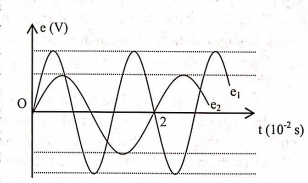 e (V)
O
e₁
e₂
2
t (10⁻² s)